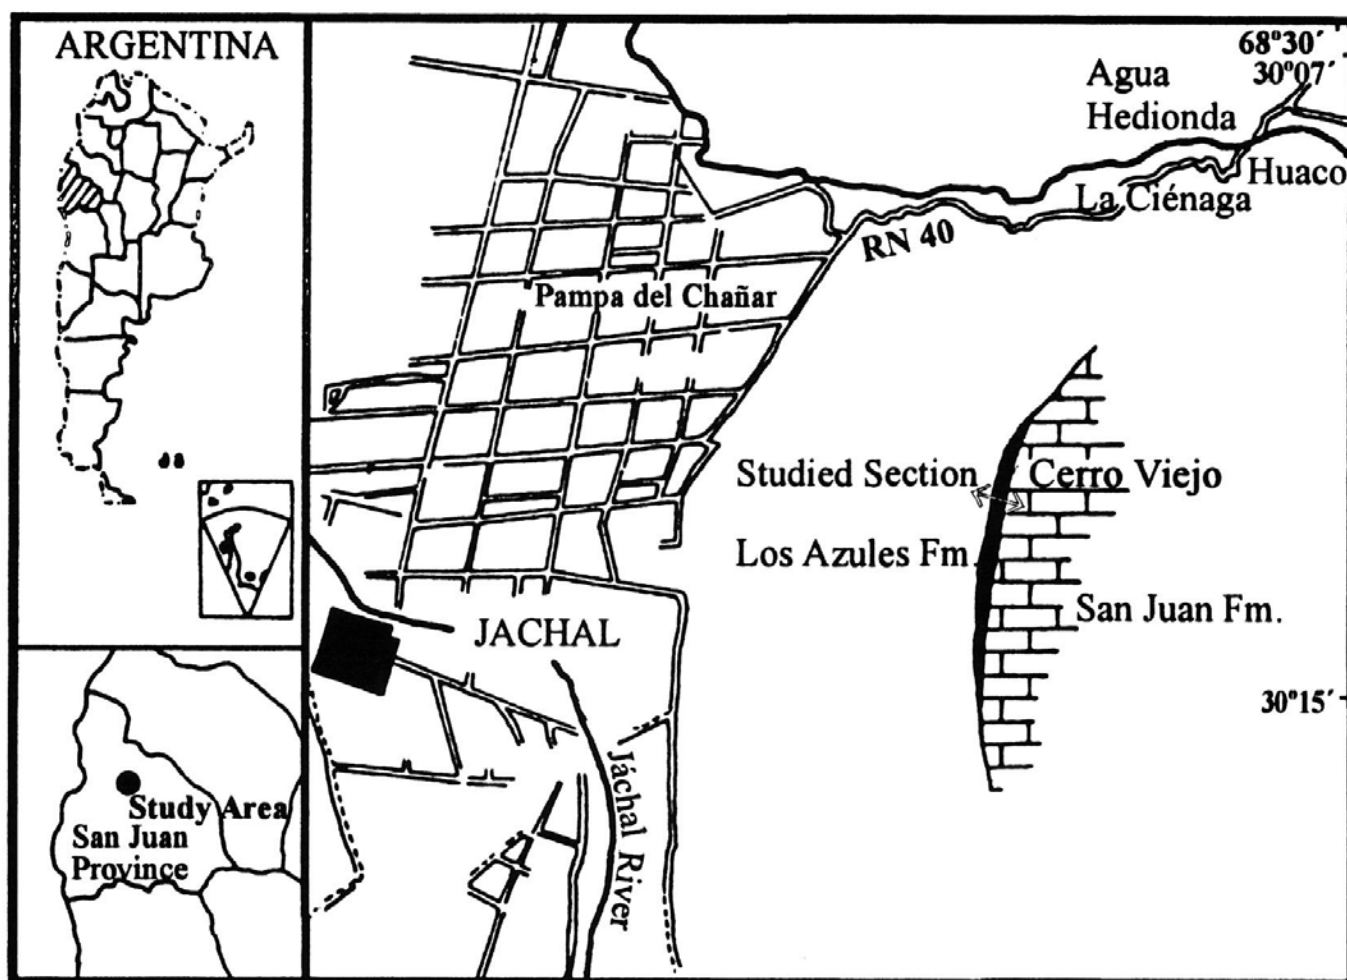 ARGENTINA
Study Area
San Juan
Province
68°30´
30°07´
Agua
Hedionda
Huaco
La Ciénaga
RN 40
Pampa del Chañar
Studied Section
Cerro Viejo
Los Azules Fm.
San Juan Fm.
JACHAL
30°15´
Jáchal River